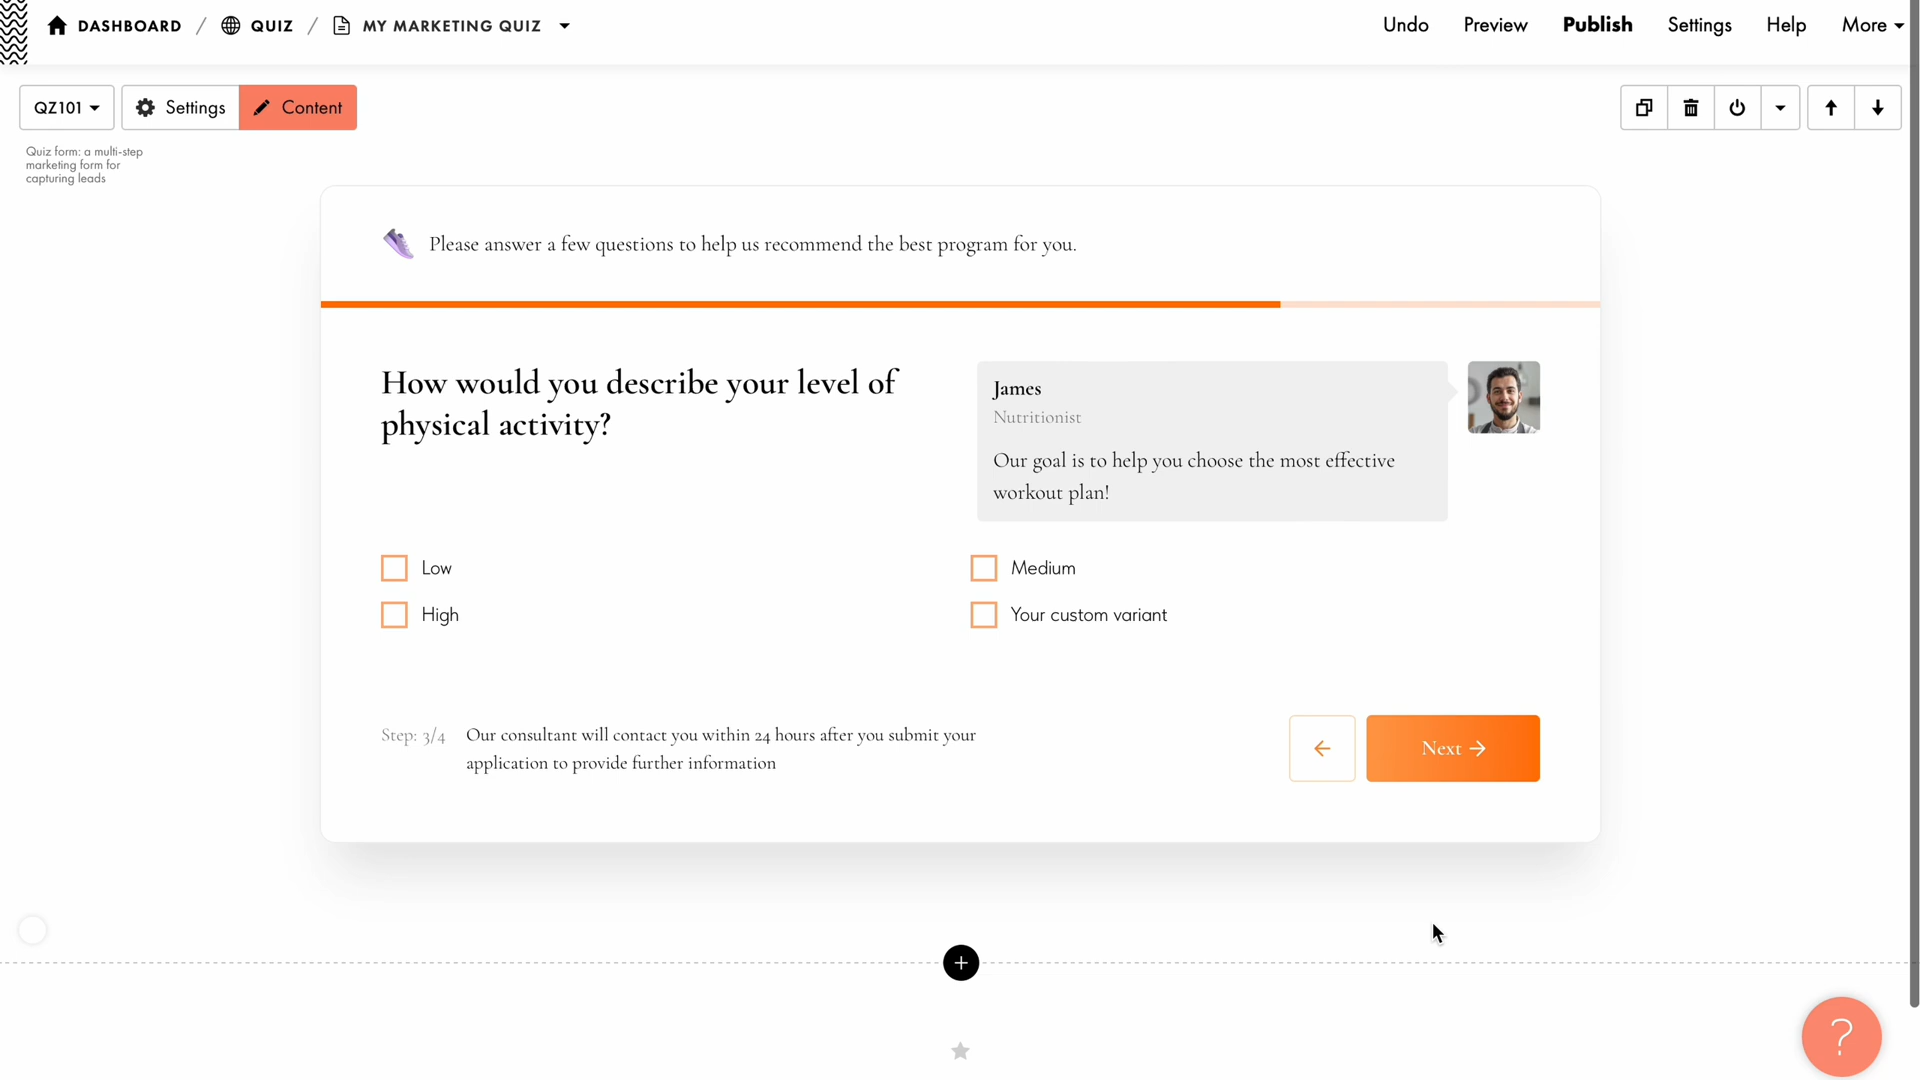 DASHBOARD / QUIZ / MY MARKETING QUIZ
Undo Preview Publish Settings Help More
QZ101 Settings Content
Quiz form: a multi-step
marketing form for
capturing leads
Please answer a few questions to help us recommend the best program for you.
How would you describe your level of
physical activity?
James
Nutritionist
Our goal is to help you choose the most effective
workout plan!
Low
Medium
High
Your custom variant
Step: 3/4
Our consultant will contact you within 24 hours after you submit your
application to provide further information
Next →
?